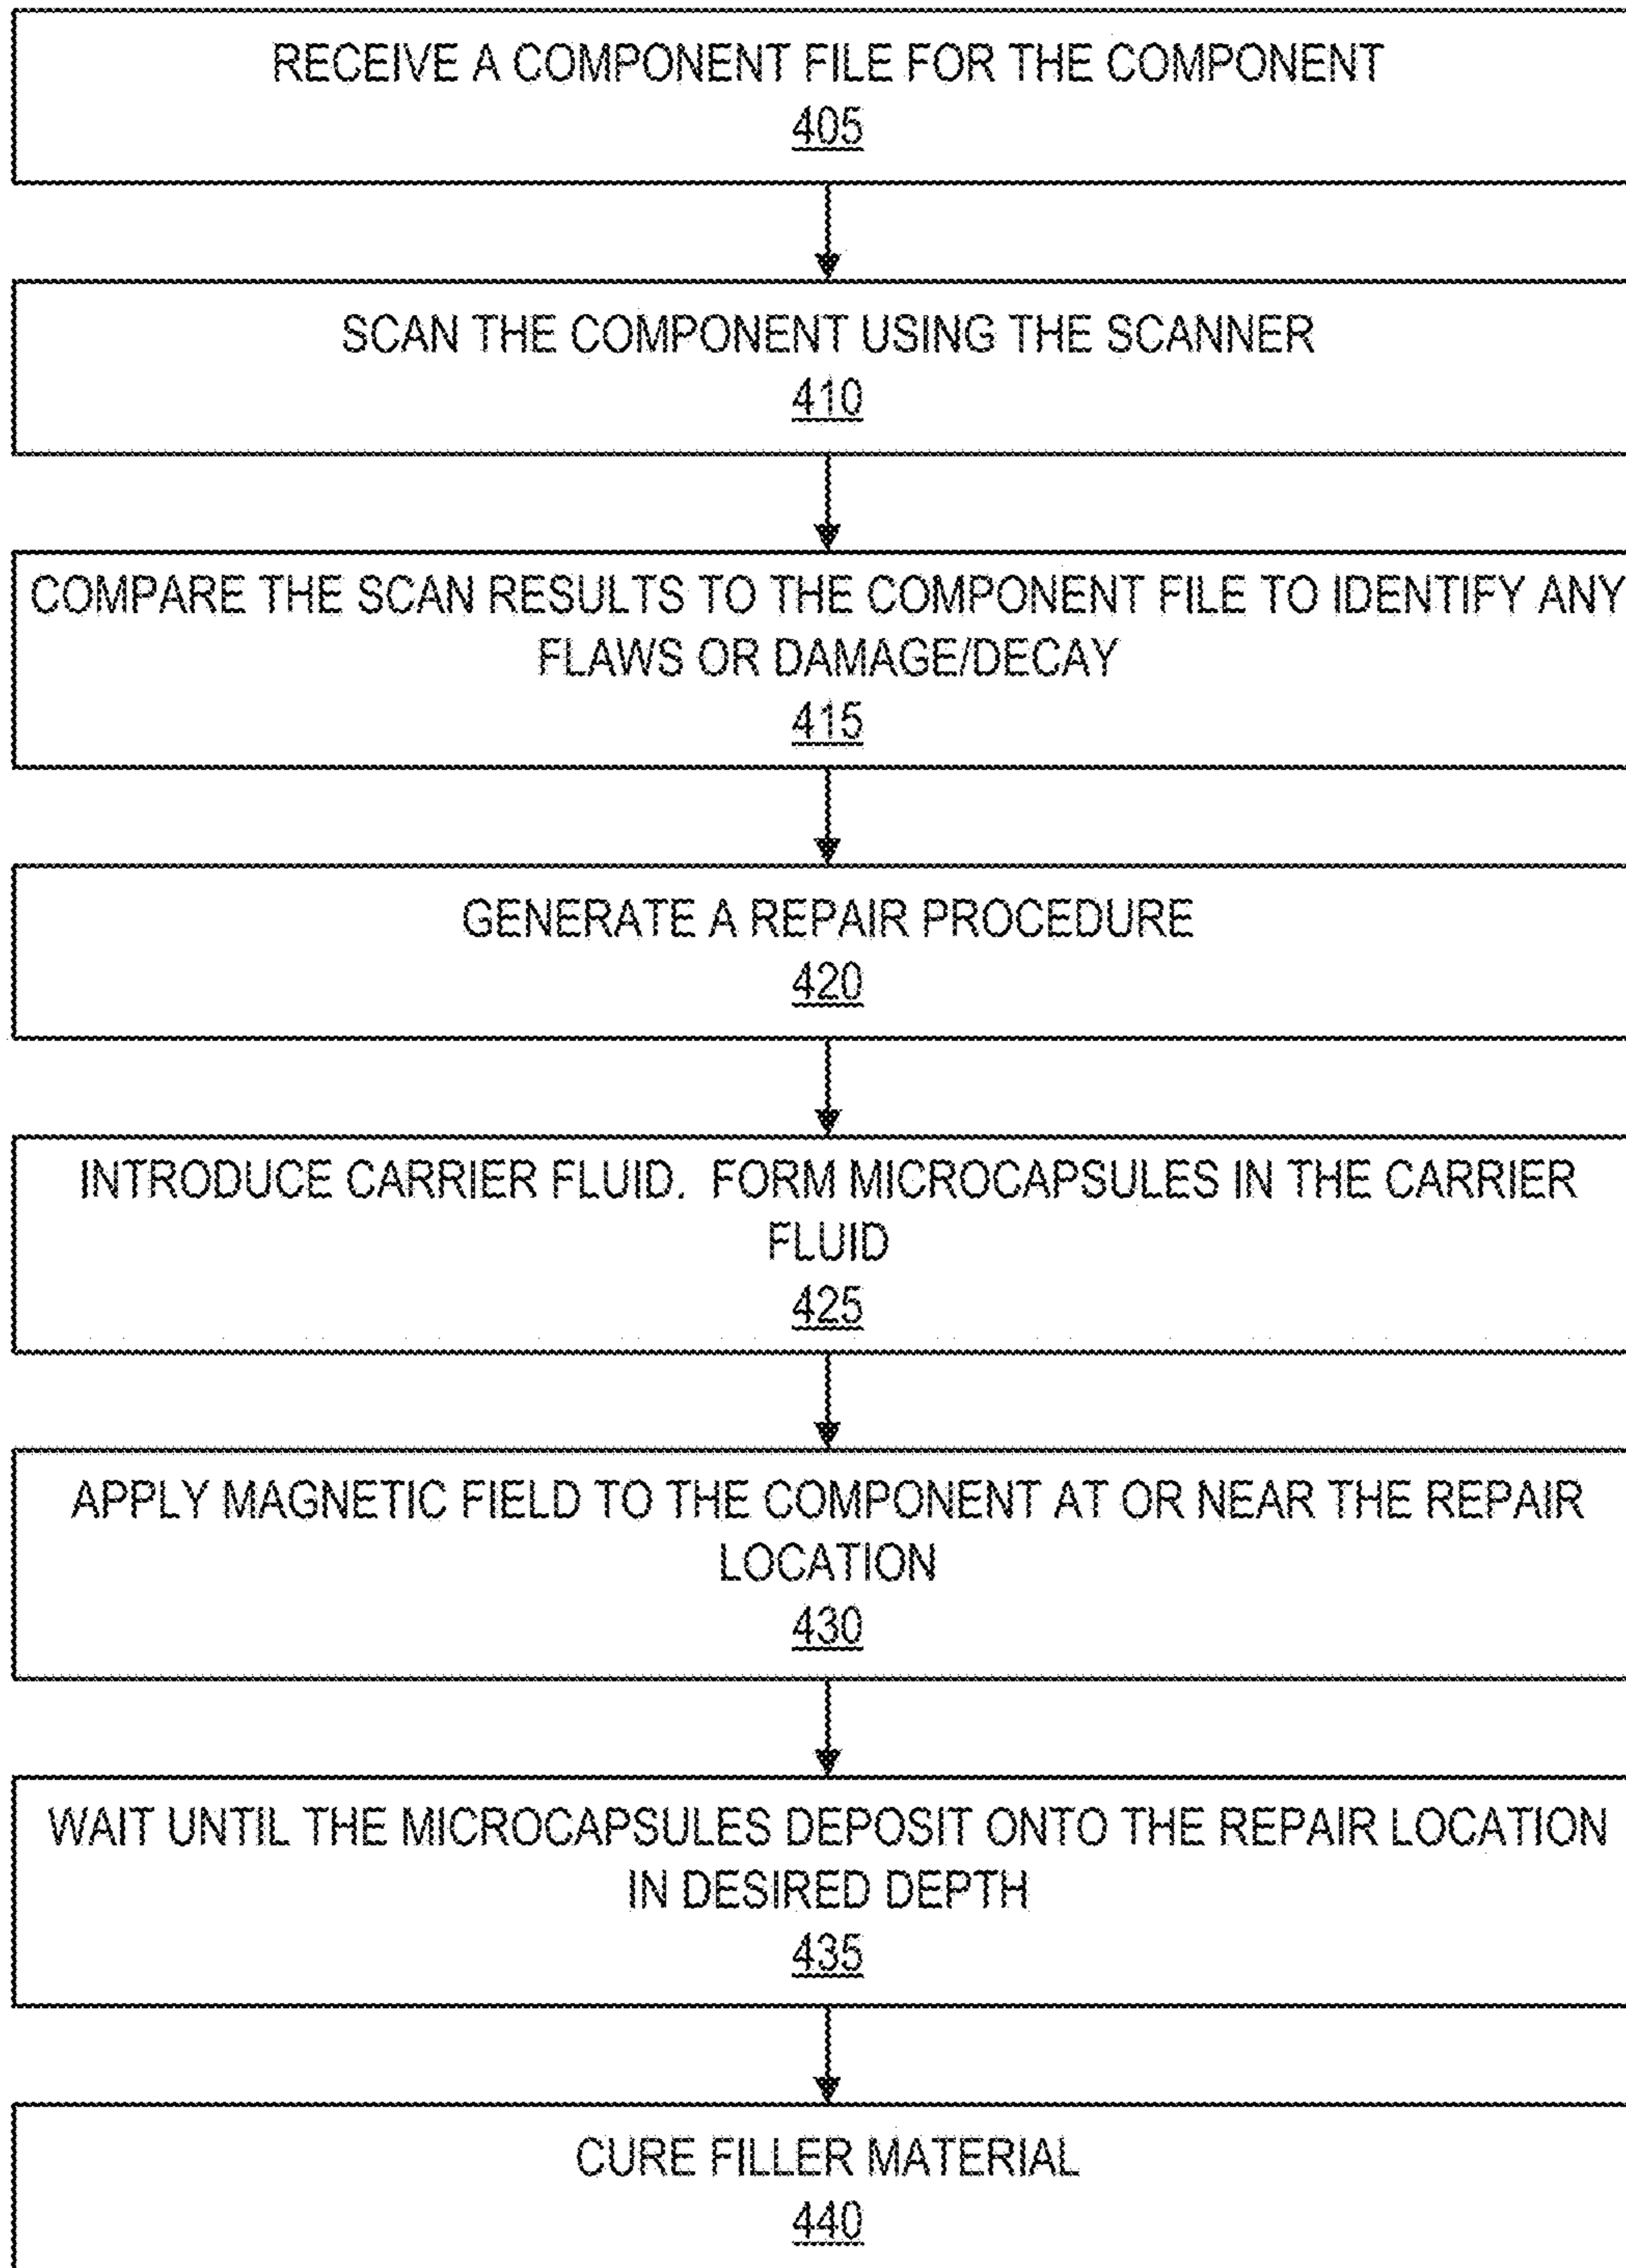 RECEIVE A COMPONENT FILE FOR THE COMPONENT
405
SCAN THE COMPONENT USING THE SCANNER
410
COMPARE THE SCAN RESULTS TO THE COMPONENT FILE TO IDENTIFY ANY
FLAWS OR DAMAGE/DECAY
415
GENERATE A REPAIR PROCEDURE
420
INTRODUCE CARRIER FLUID. FORM MICROCAPSULES IN THE CARRIER
FLUID
425
APPLY MAGNETIC FIELD TO THE COMPONENT AT OR NEAR THE REPAIR
LOCATION
430
WAIT UNTIL THE MICROCAPSULES DEPOSIT ONTO THE REPAIR LOCATION
IN DESIRED DEPTH
435
CURE FILLER MATERIAL
440